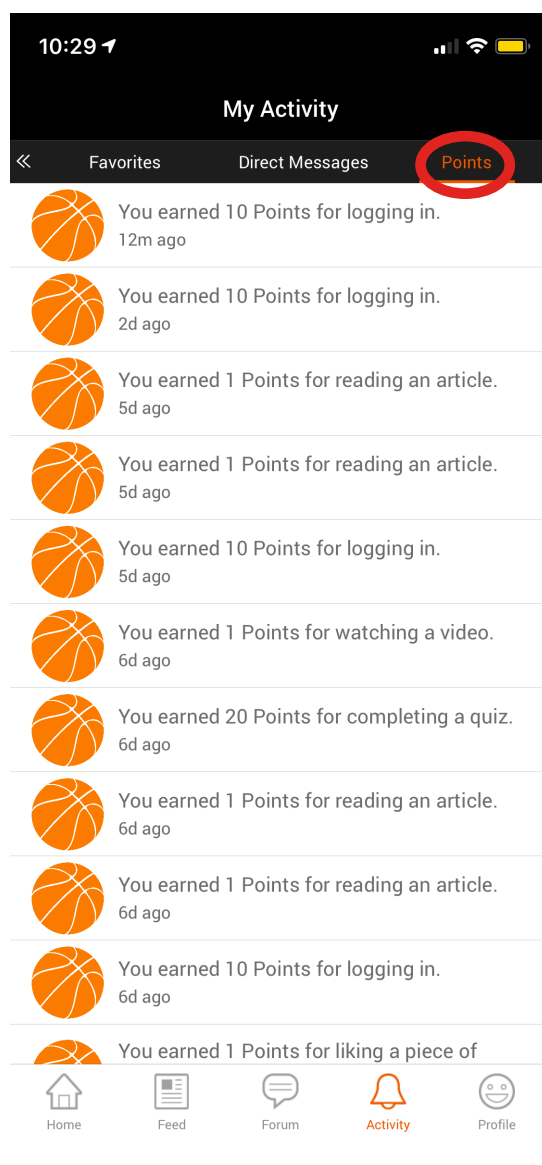 10:29
My Activity
Favorites Direct Messages Points
You earned 10 Points for logging in.
12m ago
You earned 10 Points for logging in.
2d ago
You earned 1 Points for reading an article.
5d ago
You earned 1 Points for reading an article.
5d ago
You earned 10 Points for logging in.
5d ago
You earned 1 Points for watching a video.
6d ago
You earned 20 Points for completing a quiz.
6d ago
You earned 1 Points for reading an article.
6d ago
You earned 1 Points for reading an article.
6d ago
You earned 10 Points for logging in.
6d ago
You earned 1 Points for liking a piece of
Home Feed Forum Activity Profile